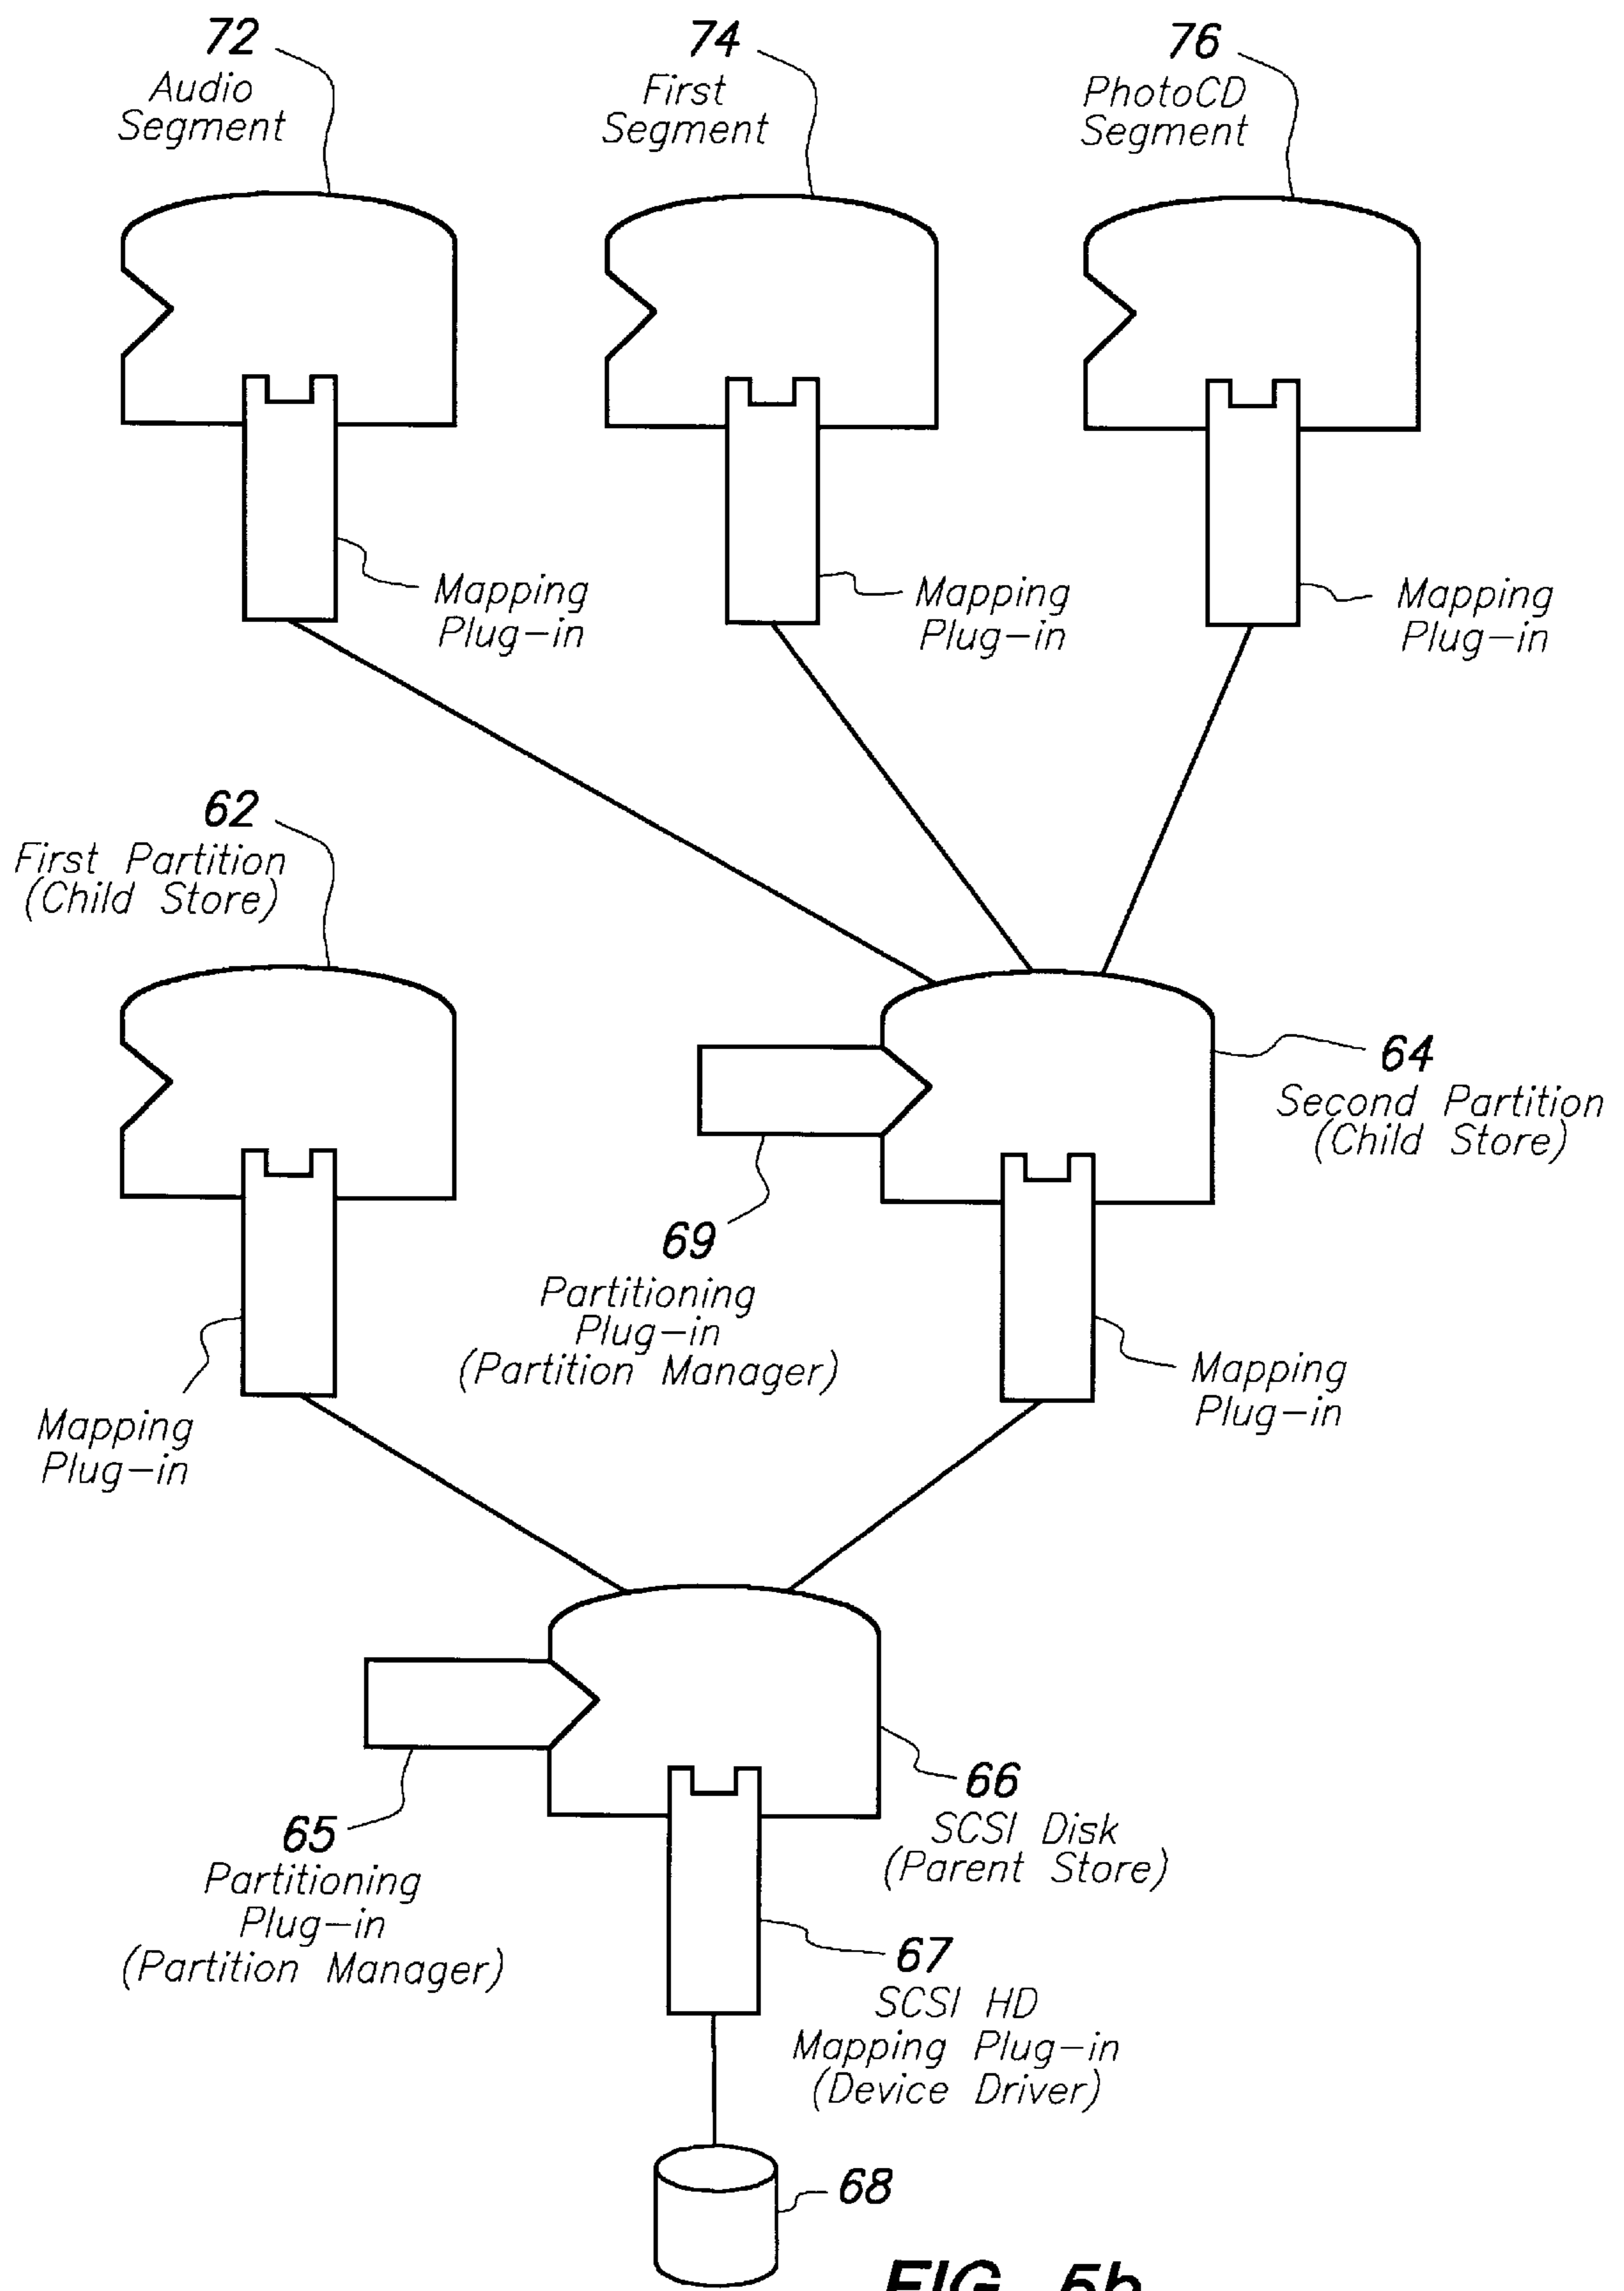 72
Audio
Segment
74
First
Segment
76
PhotoCD
Segment
Mapping
Plug-in
Mapping
Plug-in
Mapping
Plug-in
62
First Partition
(Child Store)
64
Second Partition
(Child Store)
69
Partitioning
Plug-in
(Partition Manager)
Mapping
Plug-in
Mapping
Plug-in
66
SCSI Disk
(Parent Store)
65
Partitioning
Plug-in
(Partition Manager)
67
SCSI HD
Mapping Plug-in
(Device Driver)
68
FIG. 5b